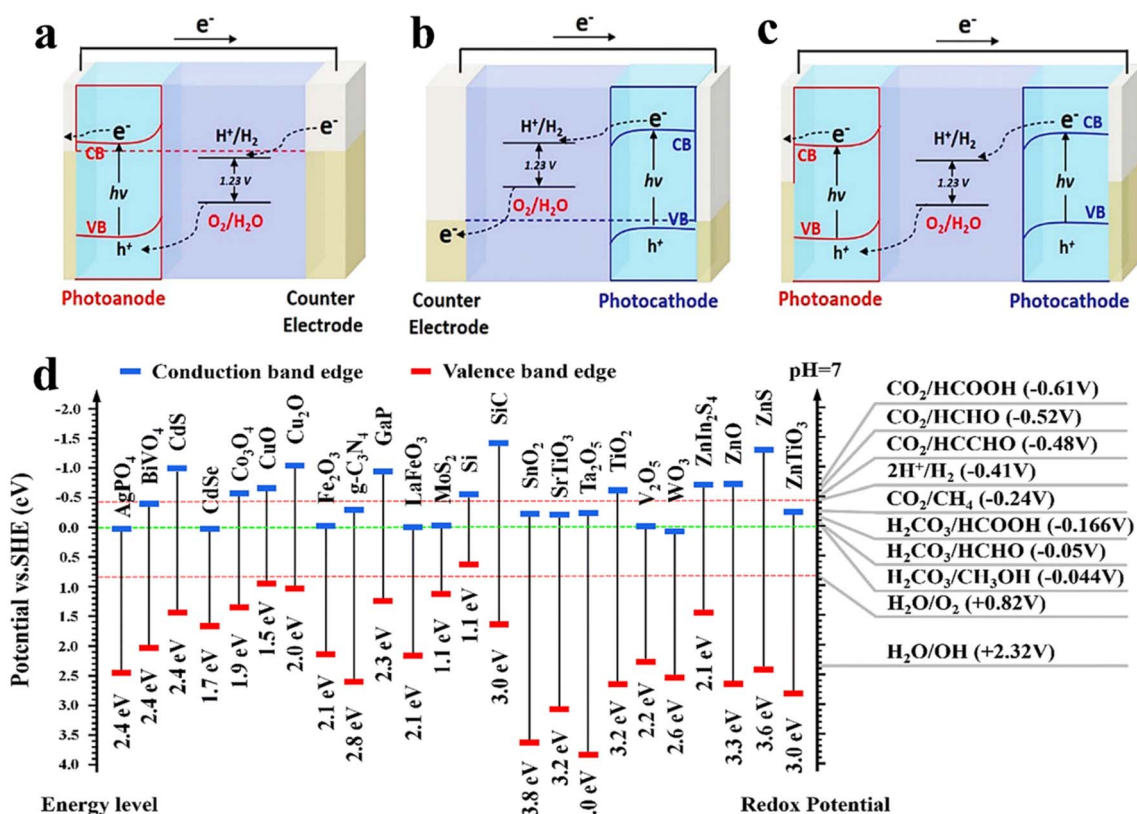 a
e⁻
e⁻
H⁺/H₂
e⁻
CB
1.23 V
hν
O₂/H₂O
VB
h⁺
Photoanode
Counter
Electrode
b
e⁻
H⁺/H₂
e⁻
CB
1.23 V
hν
O₂/H₂O
VB
e⁻
h⁺
Counter
Electrode
Photocathode
c
e⁻
e⁻
H⁺/H₂
e⁻
CB
CB
1.23 V
hν
hν
O₂/H₂O
VB
VB
h⁺
h⁺
Photoanode
Photocathode
d
Conduction band edge
Valence band edge
pH=7
Potential vs.SHE (eV)
-2.0
-1.5
-1.0
-0.5
0.0
0.5
1.0
1.5
2.0
2.5
3.0
3.5
4.0
AgPO₄
BiVO₄
CdS
CdSe
Co₃O₄
CuO
Cu₂O
Fe₂O₃
g-C₃N₄
GaP
LaFeO₃
MoS₂
Si
SiC
SnO₂
SrTiO₃
Ta₂O₅
TiO₂
V₂O₅
WO₃
ZnIn₂S₄
ZnO
ZnS
ZnTiO₃
2.4 eV
2.4 eV
2.4 eV
1.7 eV
1.9 eV
1.5 eV
2.0 eV
2.1 eV
2.8 eV
2.3 eV
2.1 eV
1.1 eV
1.1 eV
3.0 eV
3.8 eV
3.2 eV
.0 eV
3.2 eV
2.2 eV
2.6 eV
2.1 eV
3.3 eV
3.6 eV
3.0 eV
CO₂/HCOOH (-0.61V)
CO₂/HCHO (-0.52V)
CO₂/HCCHO (-0.48V)
2H⁺/H₂ (-0.41V)
CO₂/CH₄ (-0.24V)
H₂CO₃/HCOOH (-0.166V)
H₂CO₃/HCHO (-0.05V)
H₂CO₃/CH₃OH (-0.044V)
H₂O/O₂ (+0.82V)
H₂O/OH (+2.32V)
Energy level
Redox Potential